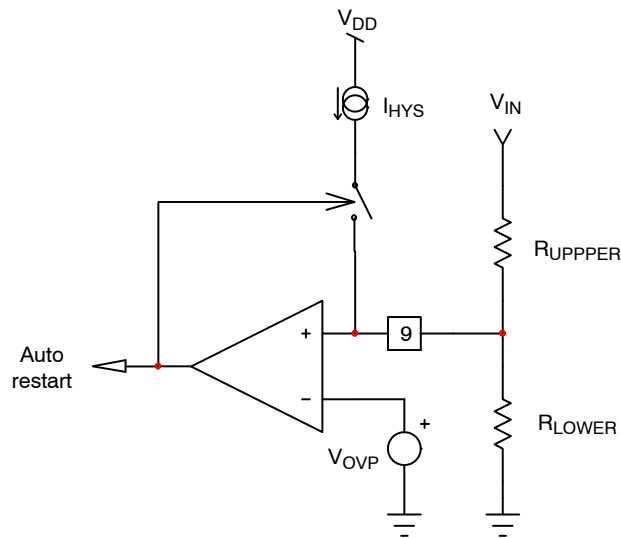 VDD
IHYS
VIN
RUPPPER
+
9
Auto
restart
−
+
VOVP
RLOWER